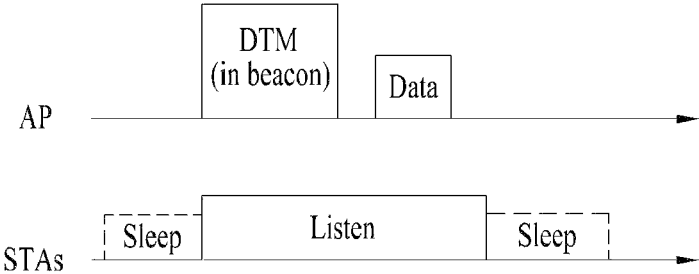 DTM
(in beacon)
Data
AP
Sleep
Listen
Sleep
STAs